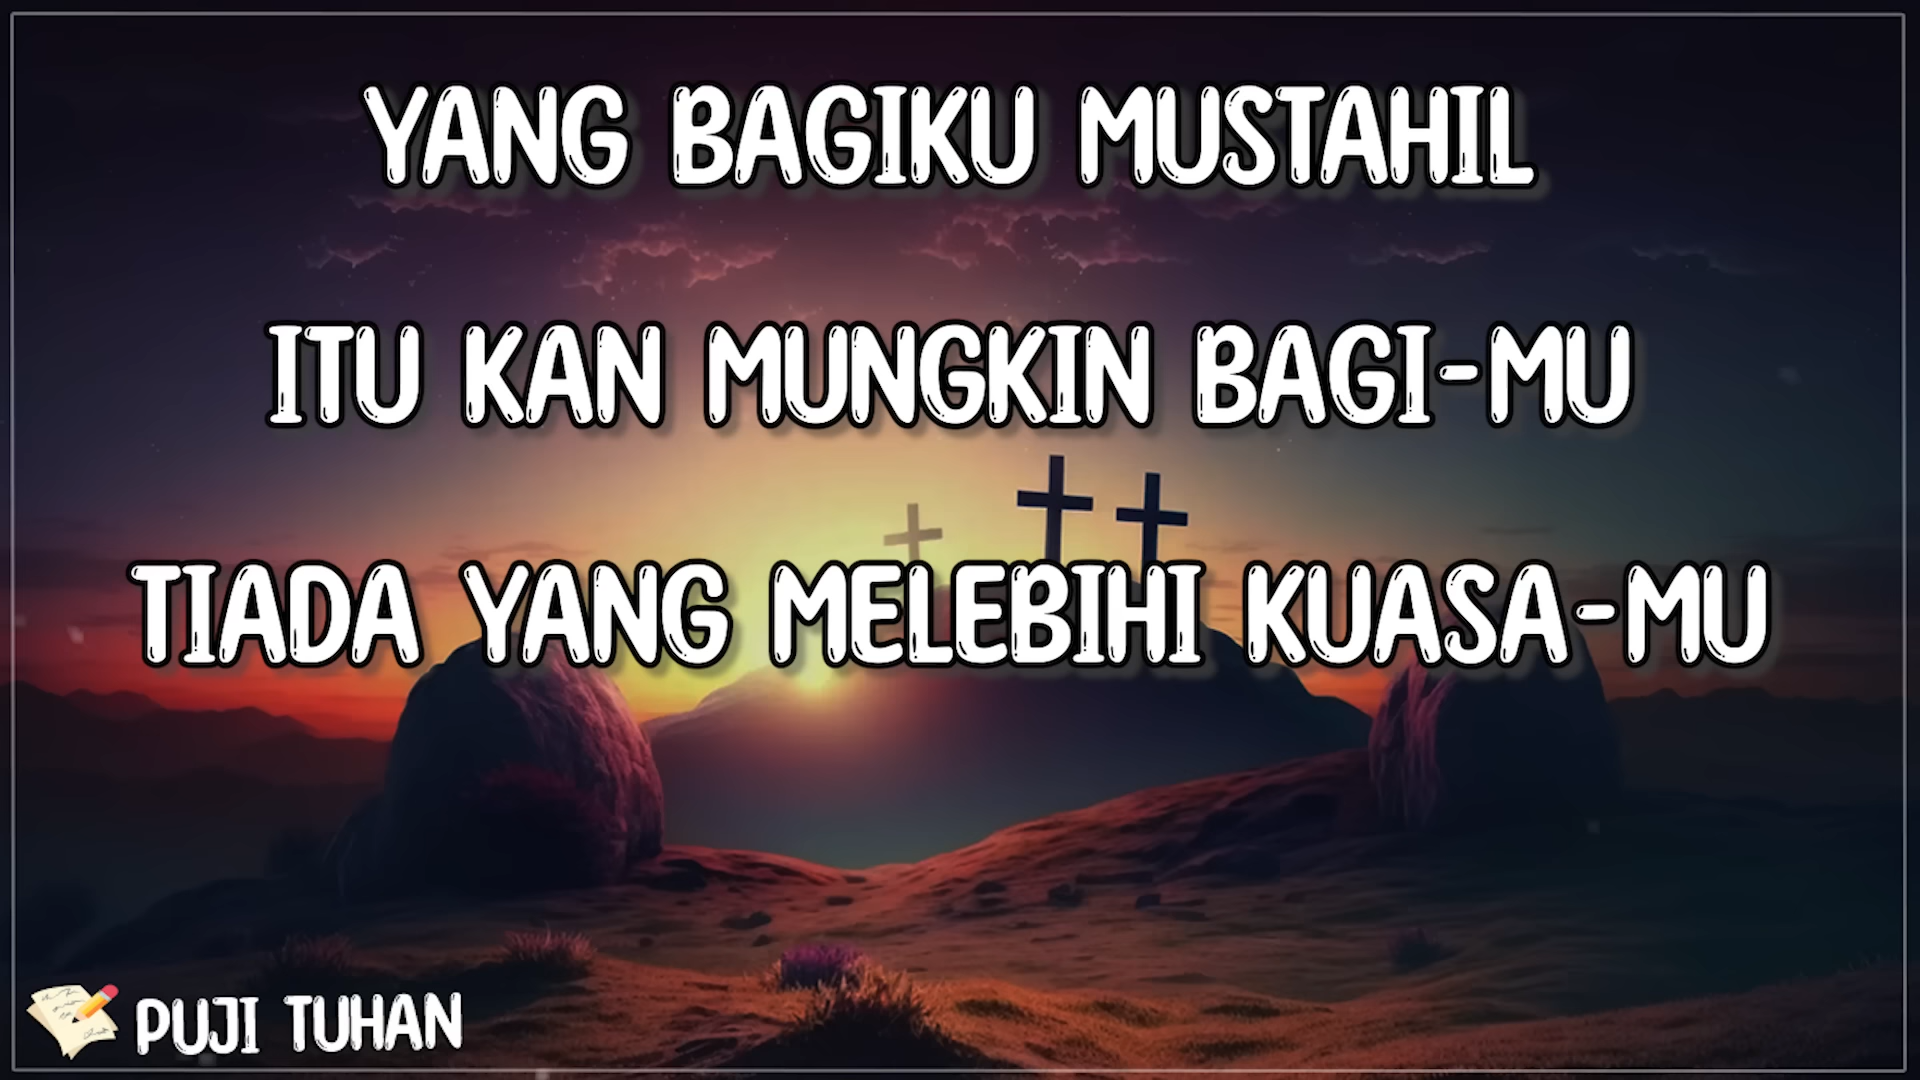 YANG BAGIKU MUSTAHIL
ITU KAN MUNGKIN BAGI-MU
TIADA YANG MELEBIHI KUASA-MU
PUJI TUHAN